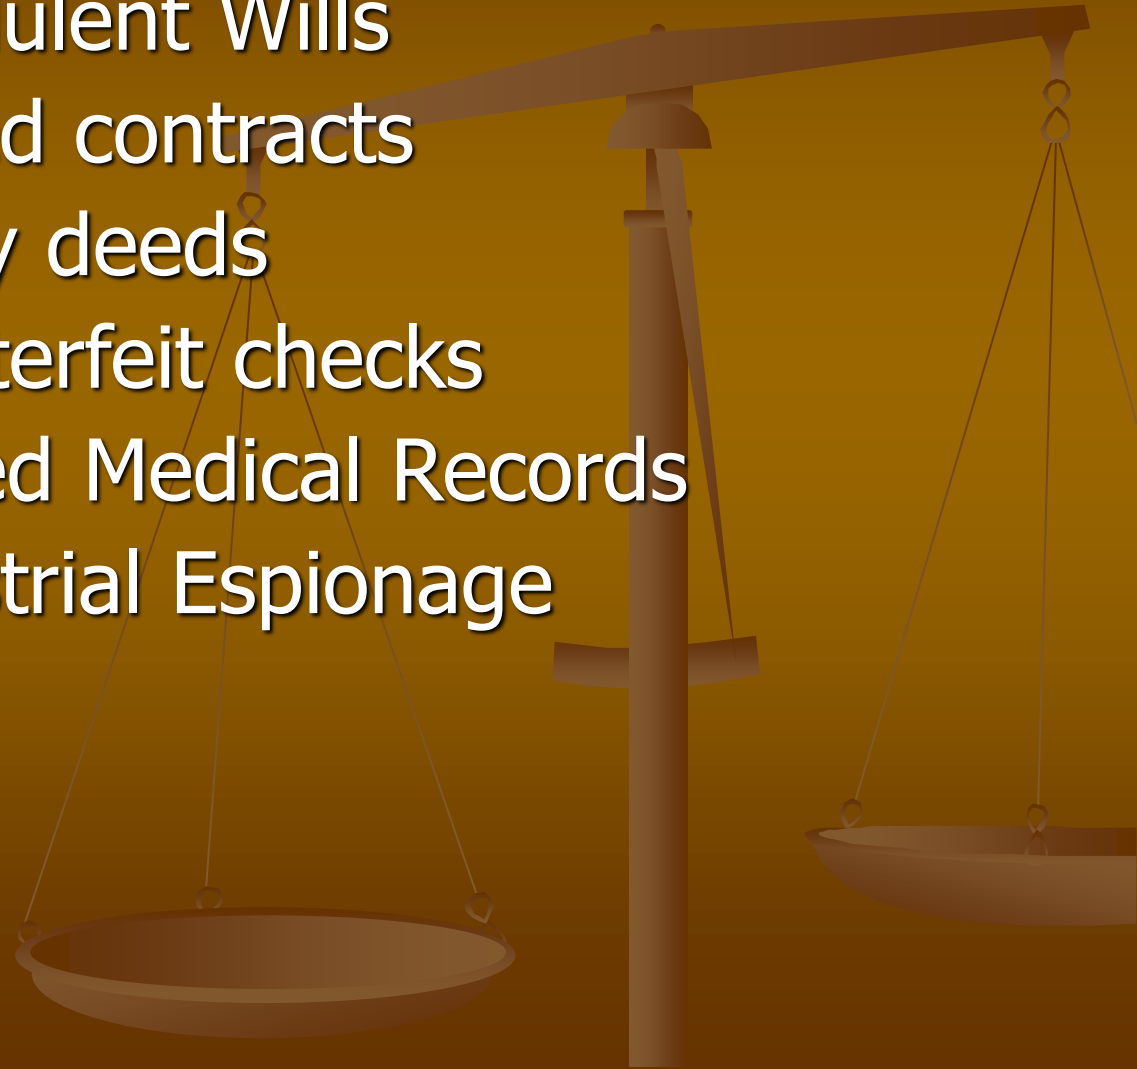 ulent Wills
d contracts
y deeds
terfeit checks
ed Medical Records
trial Espionage